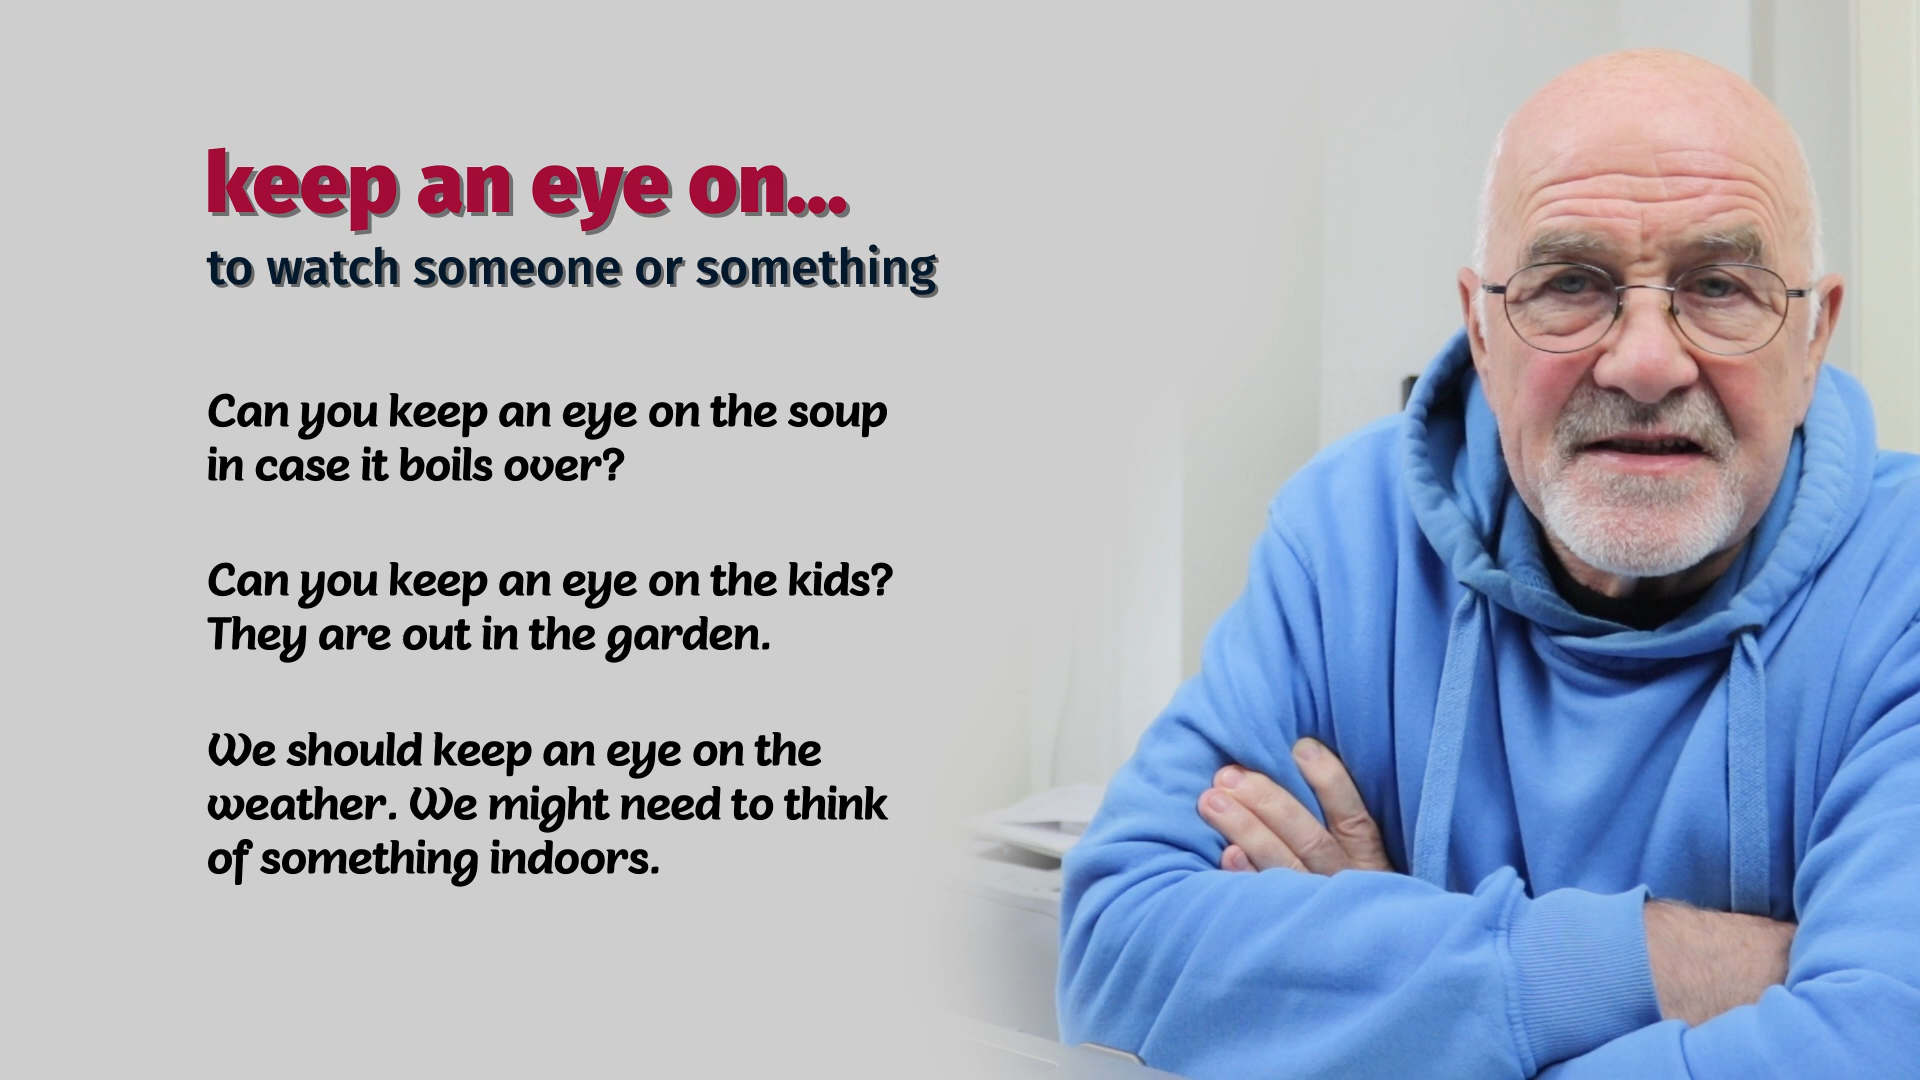 keep an eye on...
to watch someone or something
Can you keep an eye on the soup
in case it boils over?
Can you keep an eye on the kids?
They are out in the garden.
We should keep an eye on the
weather. We might need to think
of something indoors.